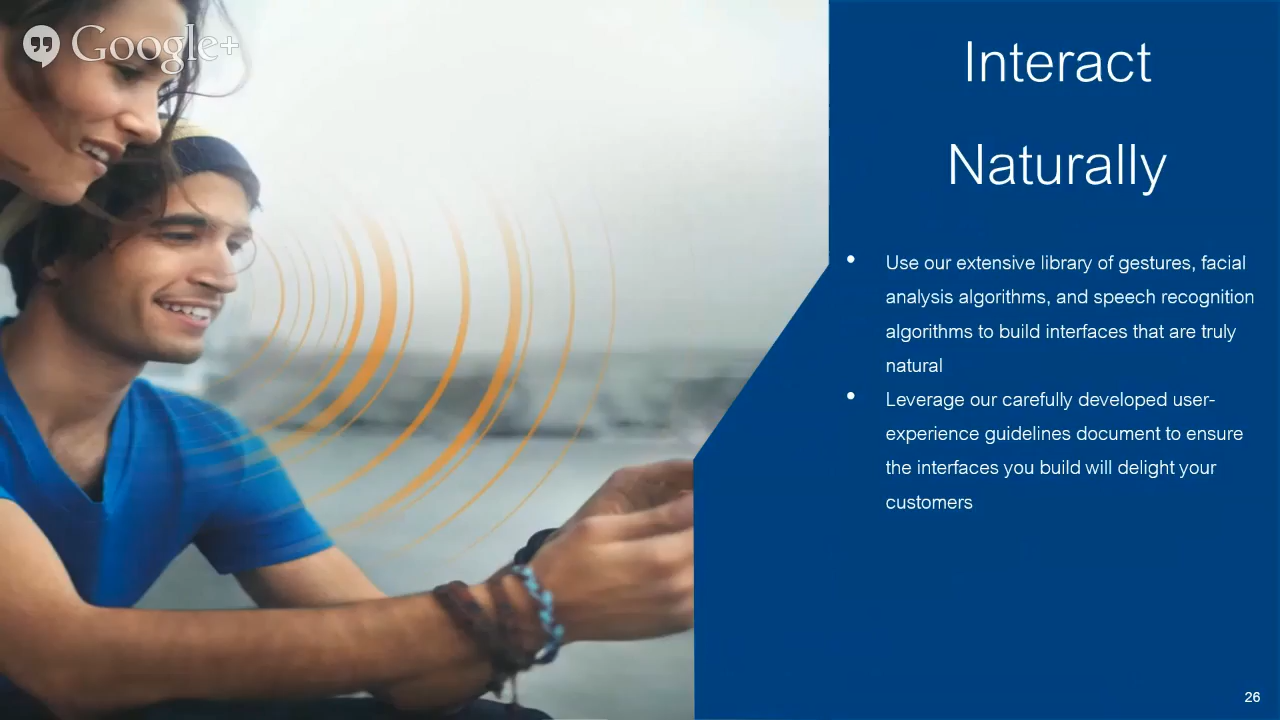 Google+
Interact
Naturally
• Use our extensive library of gestures, facial
analysis algorithms, and speech recognition
algorithms to build interfaces that are truly
natural
• Leverage our carefully developed user-
experience guidelines document to ensure
the interfaces you build will delight your
customers
26